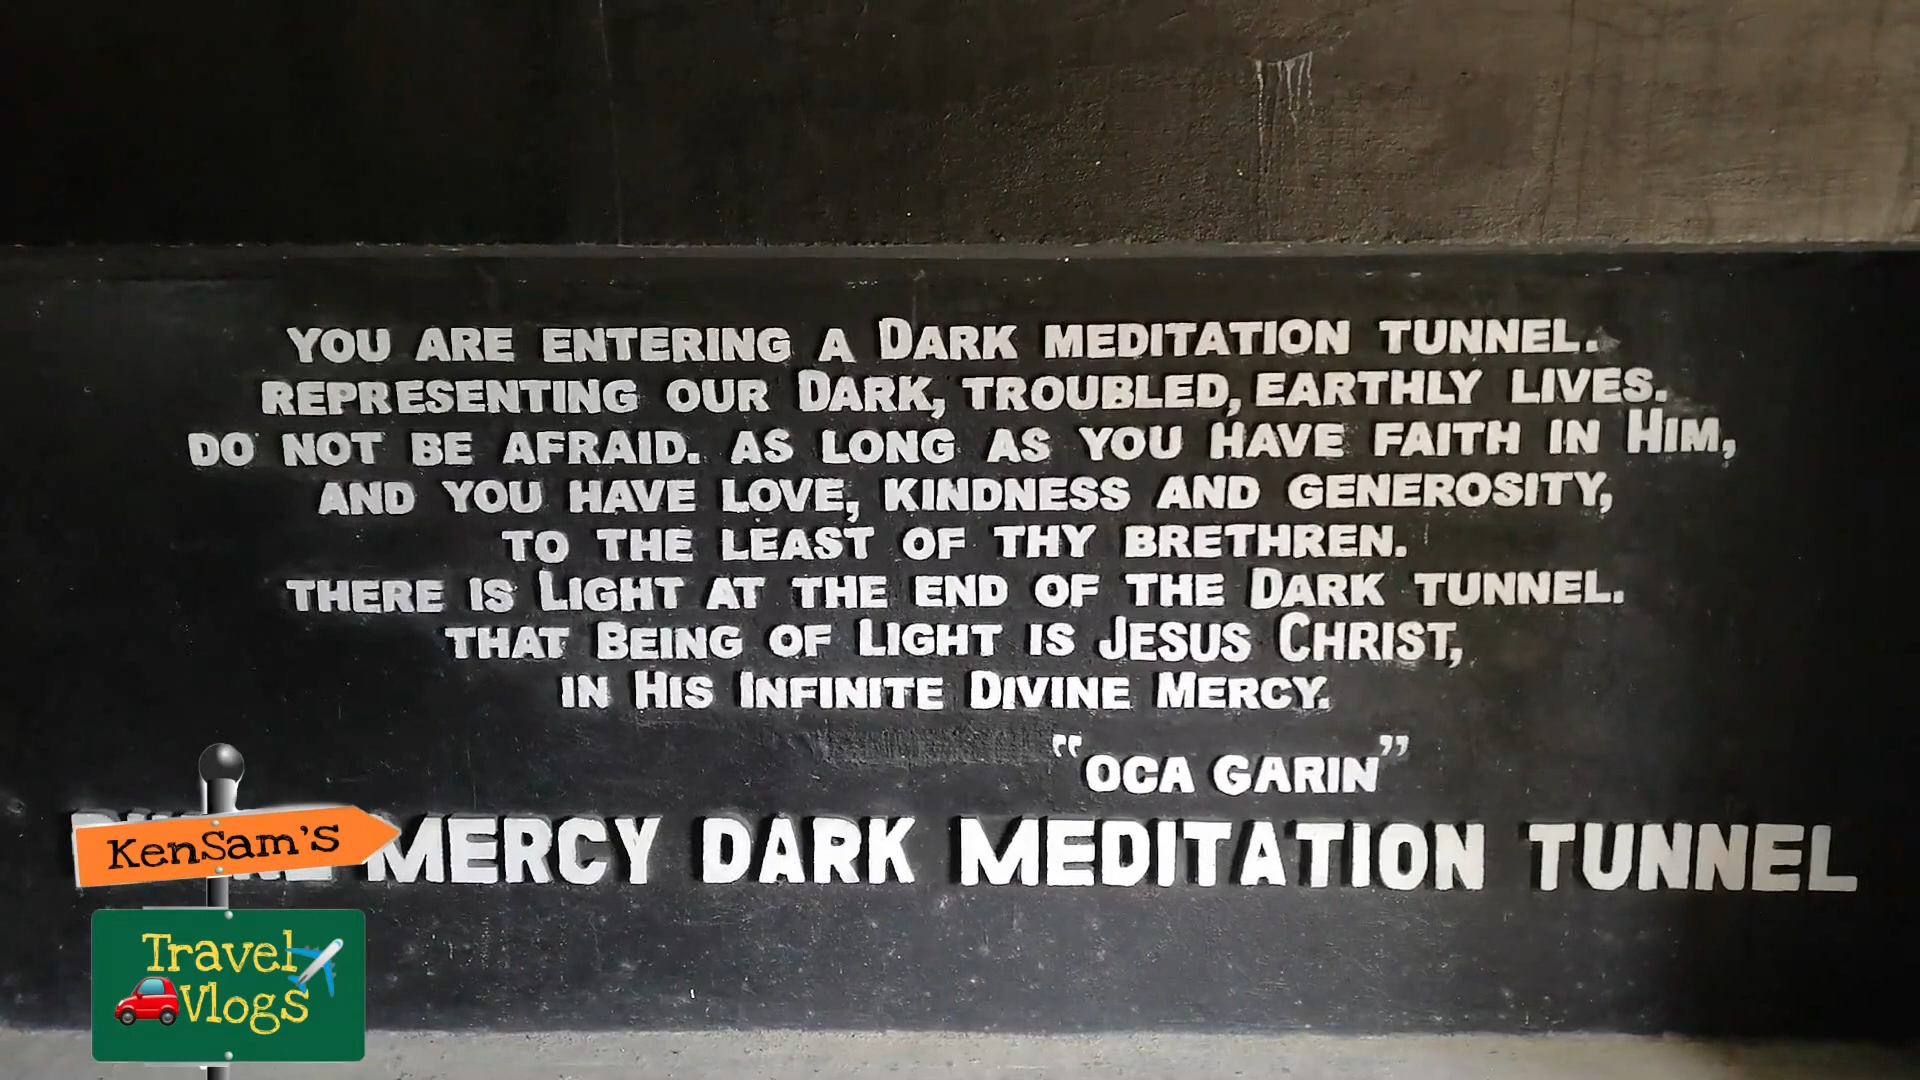 YOU ARE ENTERING A DARK MEDITATION TUNNEL.
REPRESENTING OUR DARK, TROUBLED, EARTHLY LIVES.
DO NOT BE AFRAID. AS LONG AS YOU HAVE FAITH IN HIM,
AND YOU HAVE LOVE, KINDNESS AND GENEROSITY,
TO THE LEAST OF THY BRETHREN.
THERE IS LIGHT AT THE END OF THE DARK TUNNEL.
THAT BEING OF LIGHT IS JESUS CHRIST,
IN HIS INFINITE DIVINE MERCY.
"OCA GARIN"
MERCY DARK MEDITATION TUNNEL
KenSam's
Travel
Vlogs